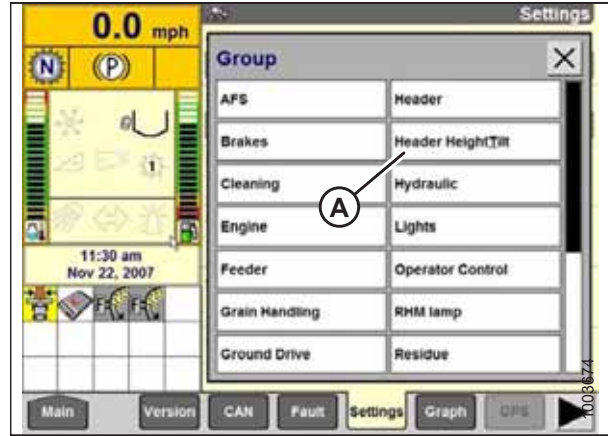 0.0 mph
Settings
N
(P)
Group
X
AFS
Header
Brakes
Header Height\Tilt
1
Cleaning
Hydraulic
A
Engine
Lights
11:30 am
Nov 22, 2007
Feeder
Operator Control
Grain Handling
RHM lamp
Ground Drive
Residue
Main
Version
CAN
Fault
Settings
Graph
GPS
1003674